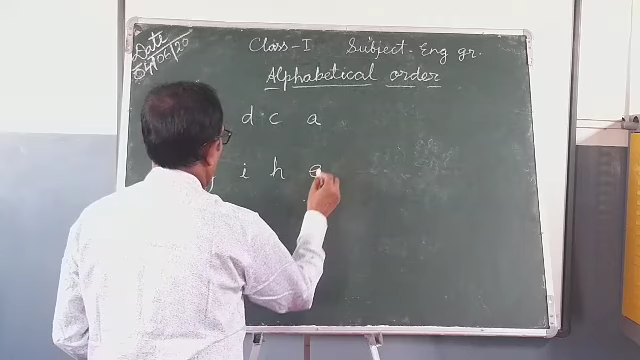 Date
04/06/20
Class-I Subject-Eng gr.
Alphabetical order
d c a
j i h e